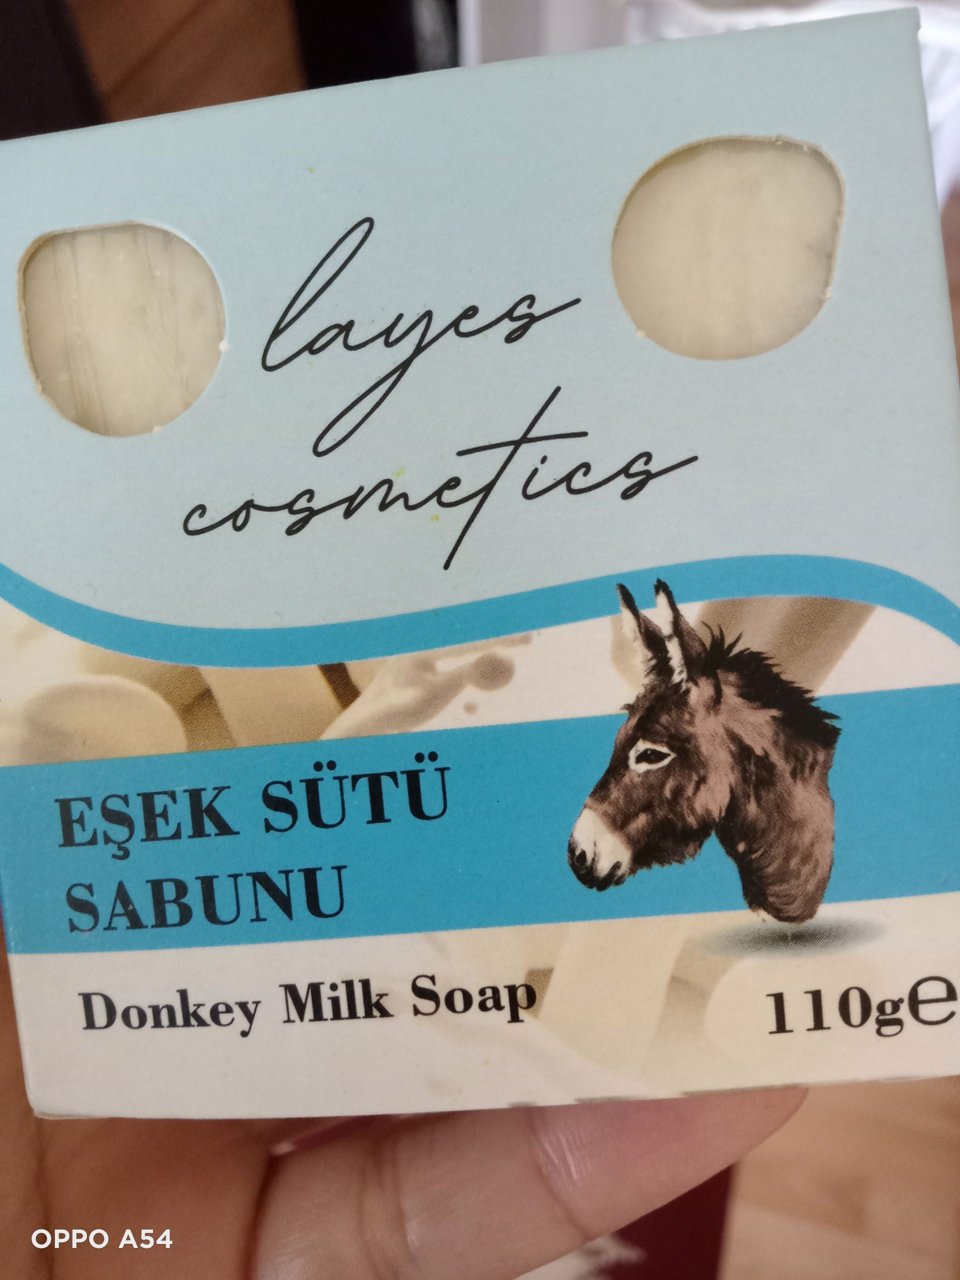 layes
cosmetics
EŞEK SÜTÜ
SABUNU
Donkey Milk Soap
110g℮
OPPO A54